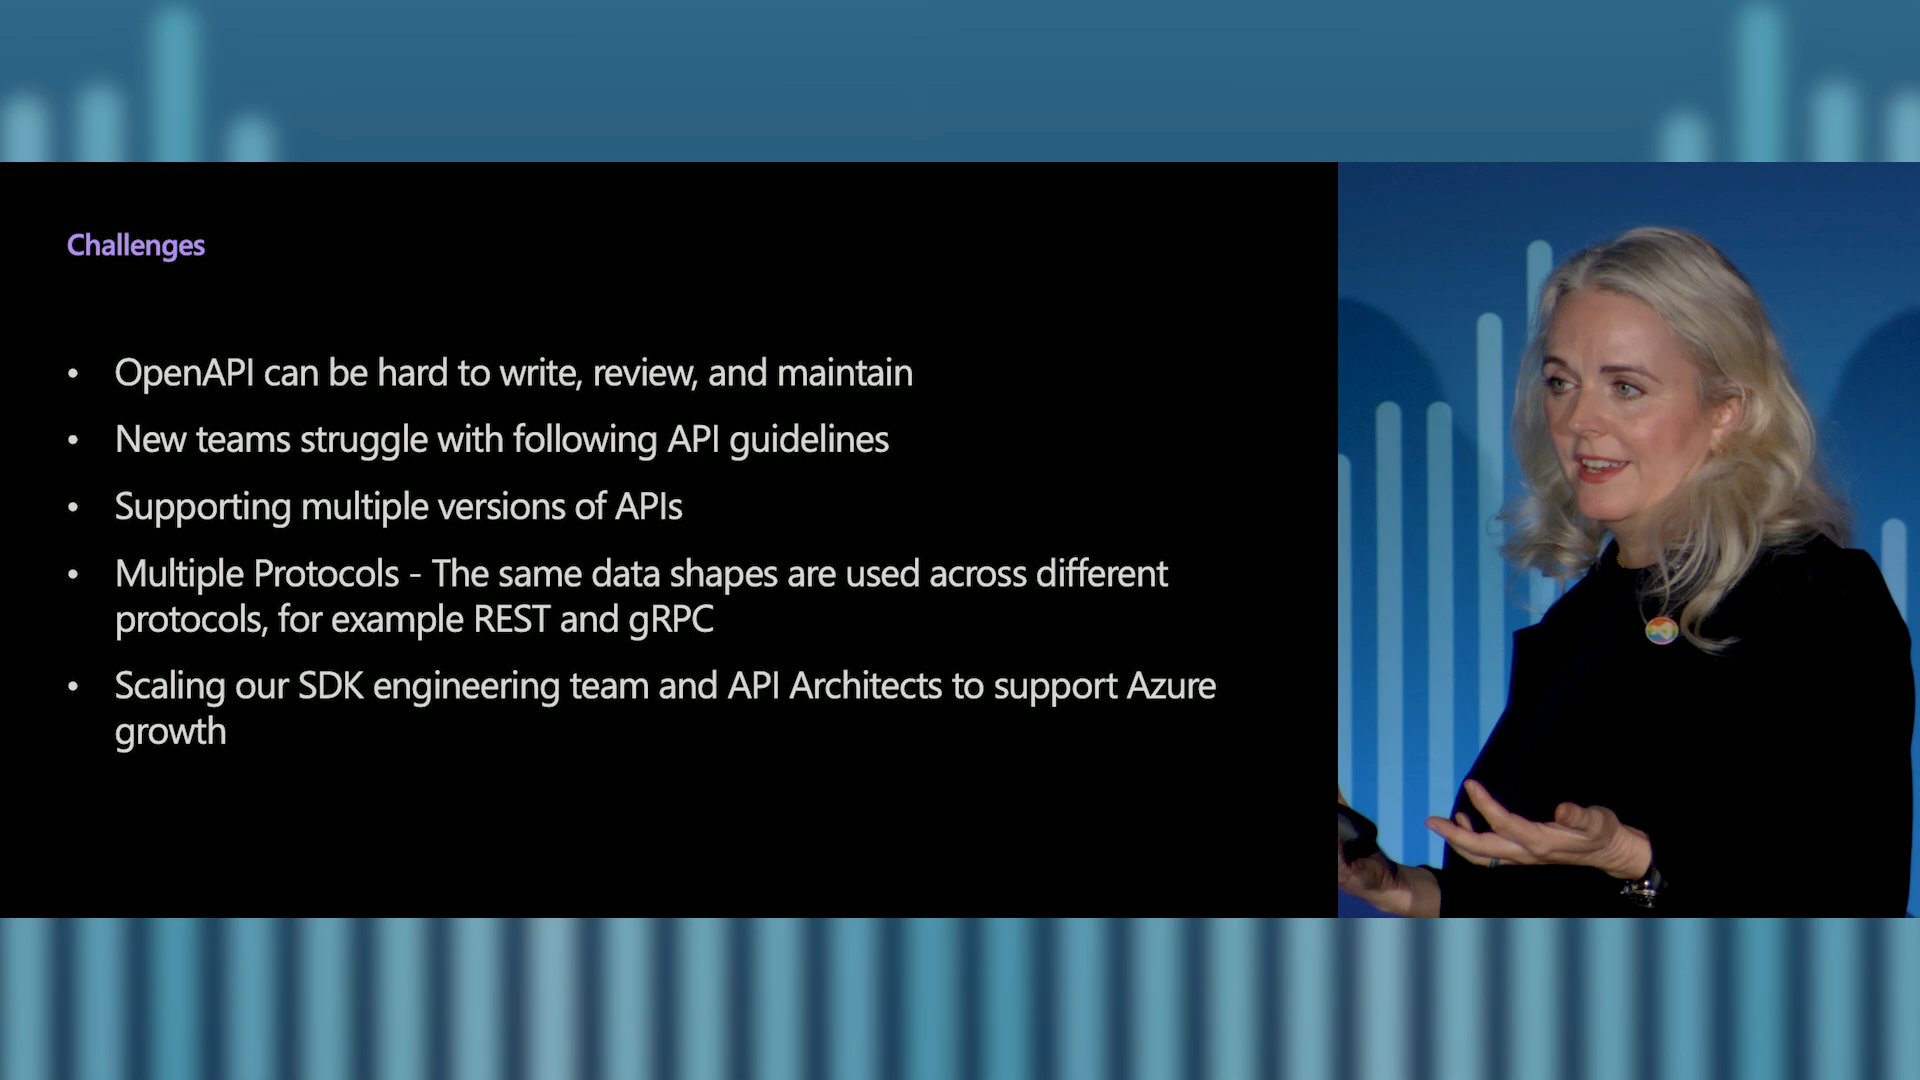 Challenges
• OpenAPI can be hard to write, review, and maintain
• New teams struggle with following API guidelines
• Supporting multiple versions of APIs
• Multiple Protocols - The same data shapes are used across different
protocols, for example REST and gRPC
• Scaling our SDK engineering team and API Architects to support Azure
growth